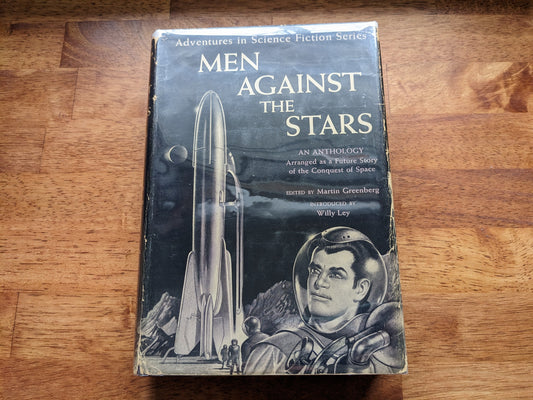 Adventures in Science Fiction Series
MEN
AGAINST
THE
STARS
AN ANTHOLOGY
Arranged as a Future Story
of the Conquest of Space
EDITED BY Martin Greenberg
INTRODUCED BY
Willy Ley